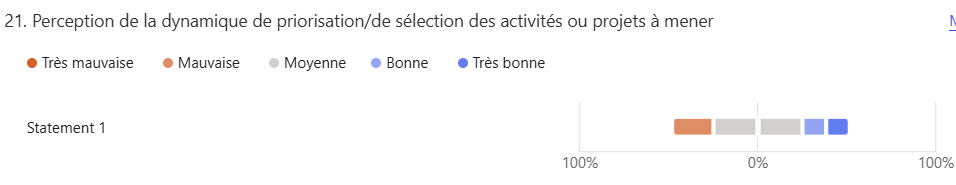 21. Perception de la dynamique de priorisation/de sélection des activités ou projets à mener
Très mauvaise Mauvaise Moyenne Bonne Très bonne
Statement 1
100% 0% 100%